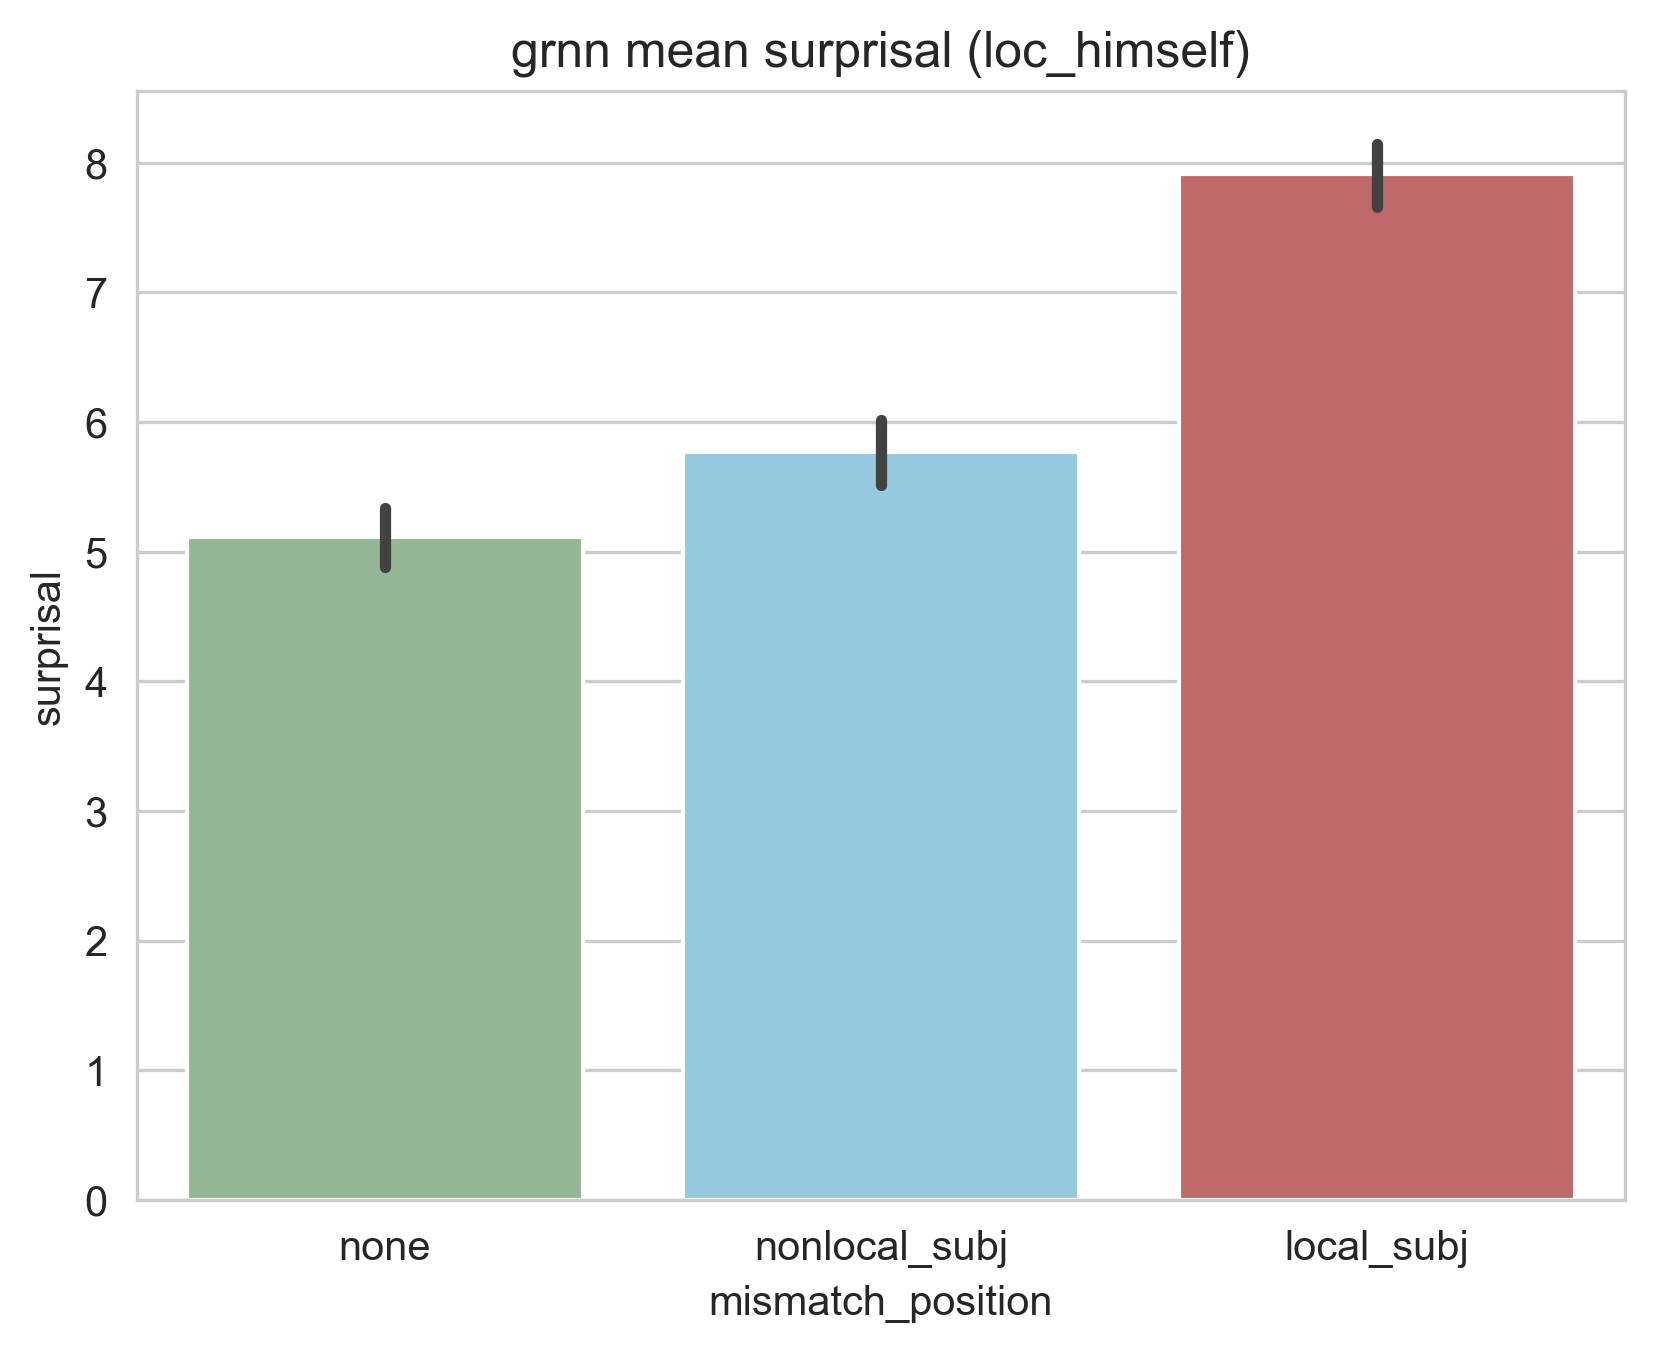 grnn mean surprisal (loc_himself)
8
7
6
5
4
3
2
1
0
surprisal
none nonlocal_subj local_subj
mismatch_position